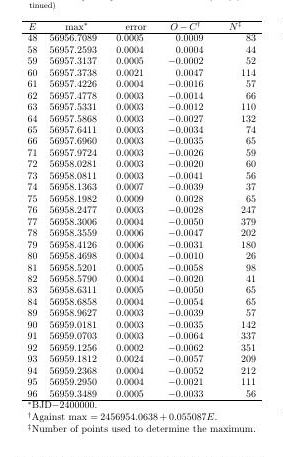 tinued)
E max* error O − C† N‡
48 56956.7089 0.0005 0.0009 83
58 56957.2593 0.0004 0.0004 44
59 56957.3137 0.0005 −0.0002 52
60 56957.3738 0.0021 0.0047 114
61 56957.4226 0.0004 −0.0016 57
62 56957.4778 0.0003 −0.0014 66
63 56957.5331 0.0003 −0.0012 110
64 56957.5868 0.0003 −0.0027 132
65 56957.6411 0.0003 −0.0034 74
66 56957.6960 0.0003 −0.0035 65
71 56957.9724 0.0003 −0.0026 59
72 56958.0281 0.0003 −0.0020 60
73 56958.0811 0.0003 −0.0041 56
74 56958.1363 0.0007 −0.0039 37
75 56958.1982 0.0009 0.0028 65
76 56958.2477 0.0003 −0.0028 247
77 56958.3006 0.0004 −0.0050 379
78 56958.3559 0.0006 −0.0047 202
79 56958.4126 0.0006 −0.0031 180
80 56958.4698 0.0004 −0.0010 26
81 56958.5201 0.0005 −0.0058 98
82 56958.5790 0.0004 −0.0020 41
83 56958.6311 0.0005 −0.0050 65
84 56958.6858 0.0004 −0.0054 65
89 56958.9627 0.0003 −0.0039 57
90 56959.0181 0.0003 −0.0035 142
91 56959.0703 0.0003 −0.0064 337
92 56959.1256 0.0002 −0.0062 351
93 56959.1812 0.0024 −0.0057 209
94 56959.2368 0.0004 −0.0052 212
95 56959.2950 0.0004 −0.0021 111
96 56959.3489 0.0005 −0.0033 56
*BJD−2400000.
†Against max = 2456954.0638 + 0.055087E.
‡Number of points used to determine the maximum.